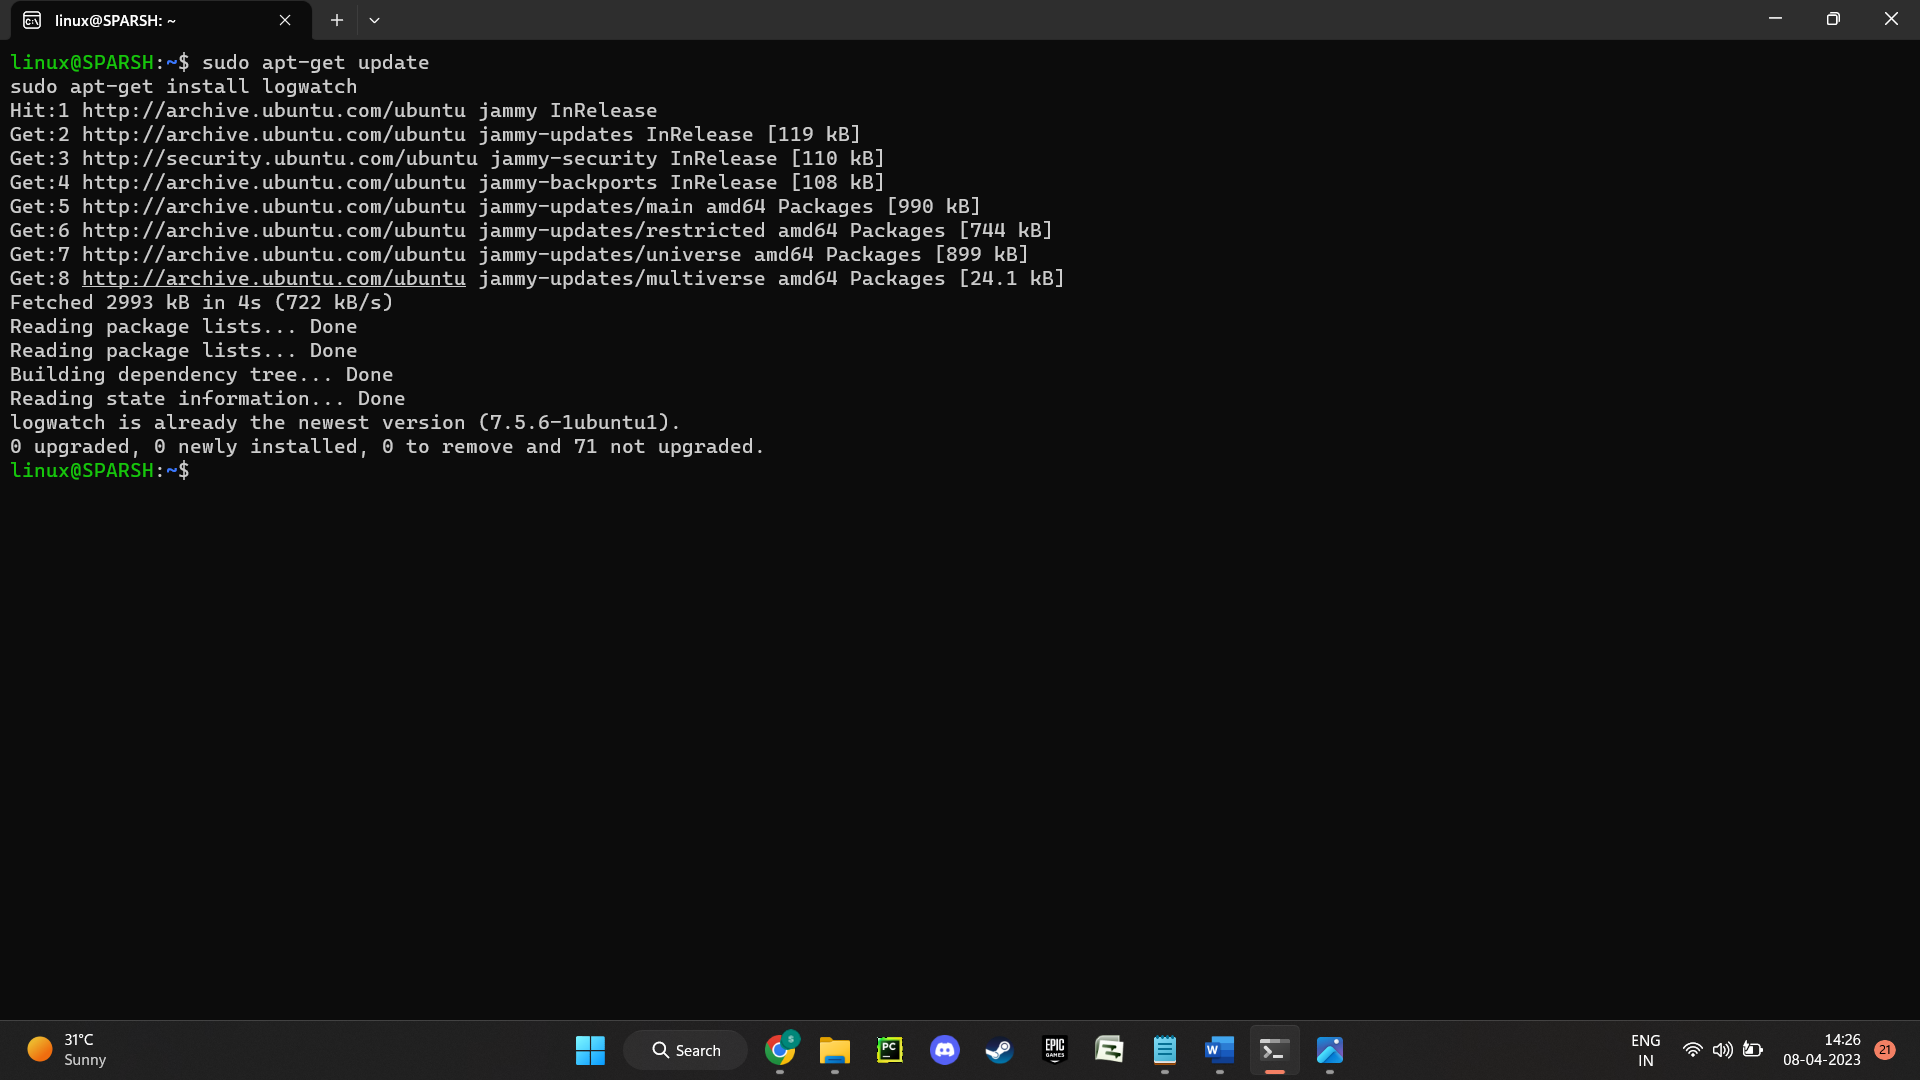 linux@SPARSH: ~
linux@SPARSH:~$ sudo apt-get update
sudo apt-get install logwatch
Hit:1 http://archive.ubuntu.com/ubuntu jammy InRelease
Get:2 http://archive.ubuntu.com/ubuntu jammy-updates InRelease [119 kB]
Get:3 http://security.ubuntu.com/ubuntu jammy-security InRelease [110 kB]
Get:4 http://archive.ubuntu.com/ubuntu jammy-backports InRelease [108 kB]
Get:5 http://archive.ubuntu.com/ubuntu jammy-updates/main amd64 Packages [990 kB]
Get:6 http://archive.ubuntu.com/ubuntu jammy-updates/restricted amd64 Packages [744 kB]
Get:7 http://archive.ubuntu.com/ubuntu jammy-updates/universe amd64 Packages [899 kB]
Get:8 http://archive.ubuntu.com/ubuntu jammy-updates/multiverse amd64 Packages [24.1 kB]
Fetched 2993 kB in 4s (722 kB/s)
Reading package lists... Done
Reading package lists... Done
Building dependency tree... Done
Reading state information... Done
logwatch is already the newest version (7.5.6-1ubuntu1).
0 upgraded, 0 newly installed, 0 to remove and 71 not upgraded.
linux@SPARSH:~$
31°C
Sunny
Search
S
PC
EPIC
GAMES
W
ENG
IN
14:26
08-04-2023
21